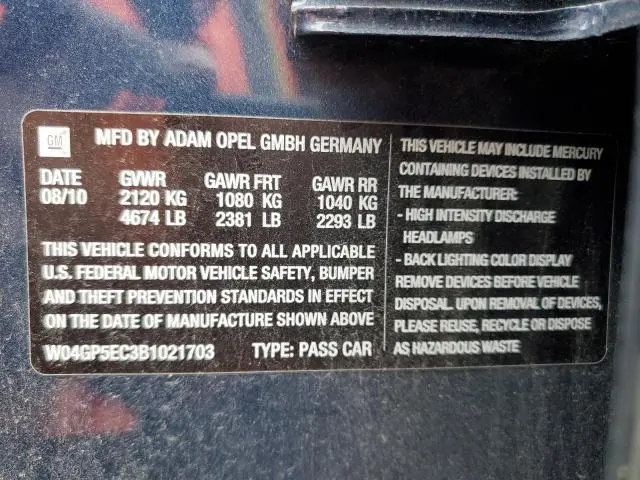 GM
MFD BY ADAM OPEL GMBH GERMANY
DATE GVWR GAWR FRT GAWR RR
08/10 2120 KG 1080 KG 1040 KG
4674 LB 2381 LB 2293 LB
THIS VEHICLE CONFORMS TO ALL APPLICABLE
U.S. FEDERAL MOTOR VEHICLE SAFETY, BUMPER
AND THEFT PREVENTION STANDARDS IN EFFECT
ON THE DATE OF MANUFACTURE SHOWN ABOVE
W04GP5EC3B1021703 TYPE: PASS CAR
THIS VEHICLE MAY INCLUDE MERCURY
CONTAINING DEVICES INSTALLED BY
THE MANUFACTURER:
- HIGH INTENSITY DISCHARGE
HEADLAMPS
- BACK LIGHTING COLOR DISPLAY
REMOVE DEVICES BEFORE VEHICLE
DISPOSAL. UPON REMOVAL OF DEVICES,
PLEASE REUSE, RECYCLE OR DISPOSE
AS HAZARDOUS WASTE